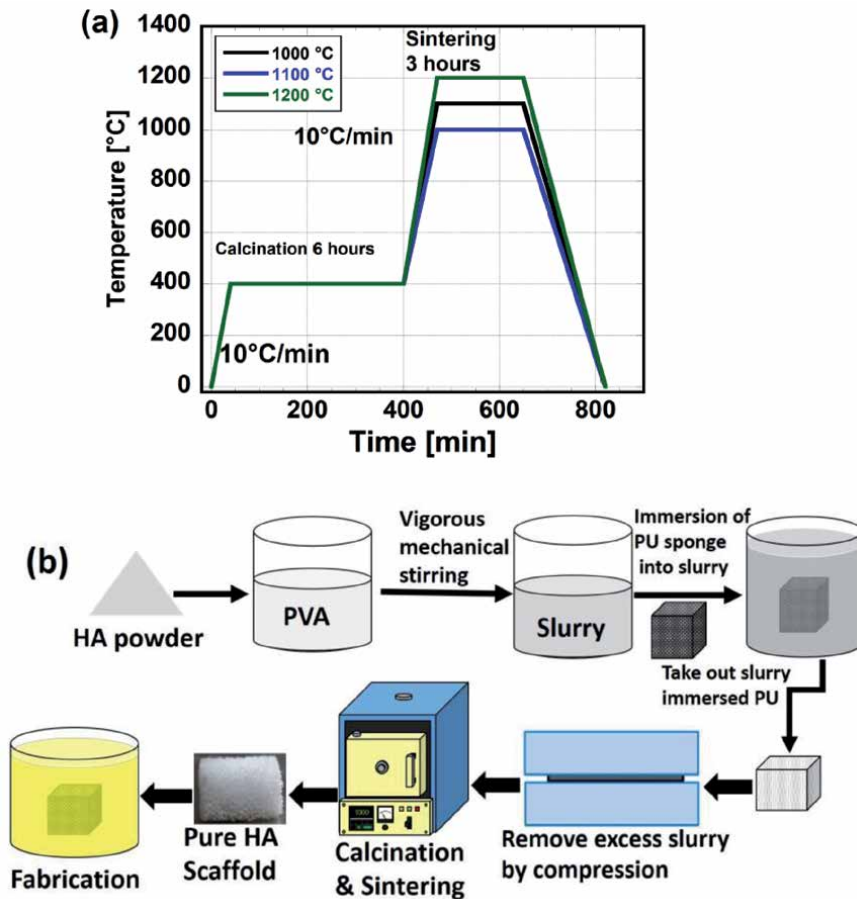 (a)
1400
1200
1000
800
600
400
200
0
Temperature [°C]
1000 °C
1100 °C
1200 °C
Sintering
3 hours
10°C/min
Calcination 6 hours
10°C/min
0
200
400
600
800
Time [min]
(b)
HA powder
PVA
Vigorous
mechanical
stirring
Slurry
Immersion of
PU sponge
into slurry
Take out slurry
immersed PU
Remove excess slurry
by compression
Calcination
& Sintering
Pure HA
Scaffold
Fabrication